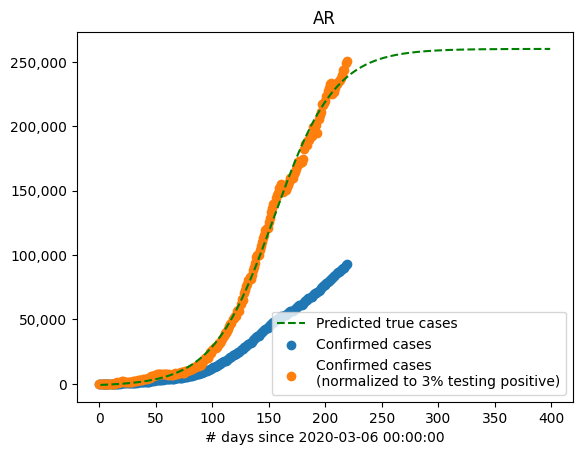 AR
250,000
200,000
150,000
100,000
50,000
0
Predicted true cases
Confirmed cases
Confirmed cases
(normalized to 3% testing positive)
0 50 100 150 200 250 300 350 400
# days since 2020-03-06 00:00:00